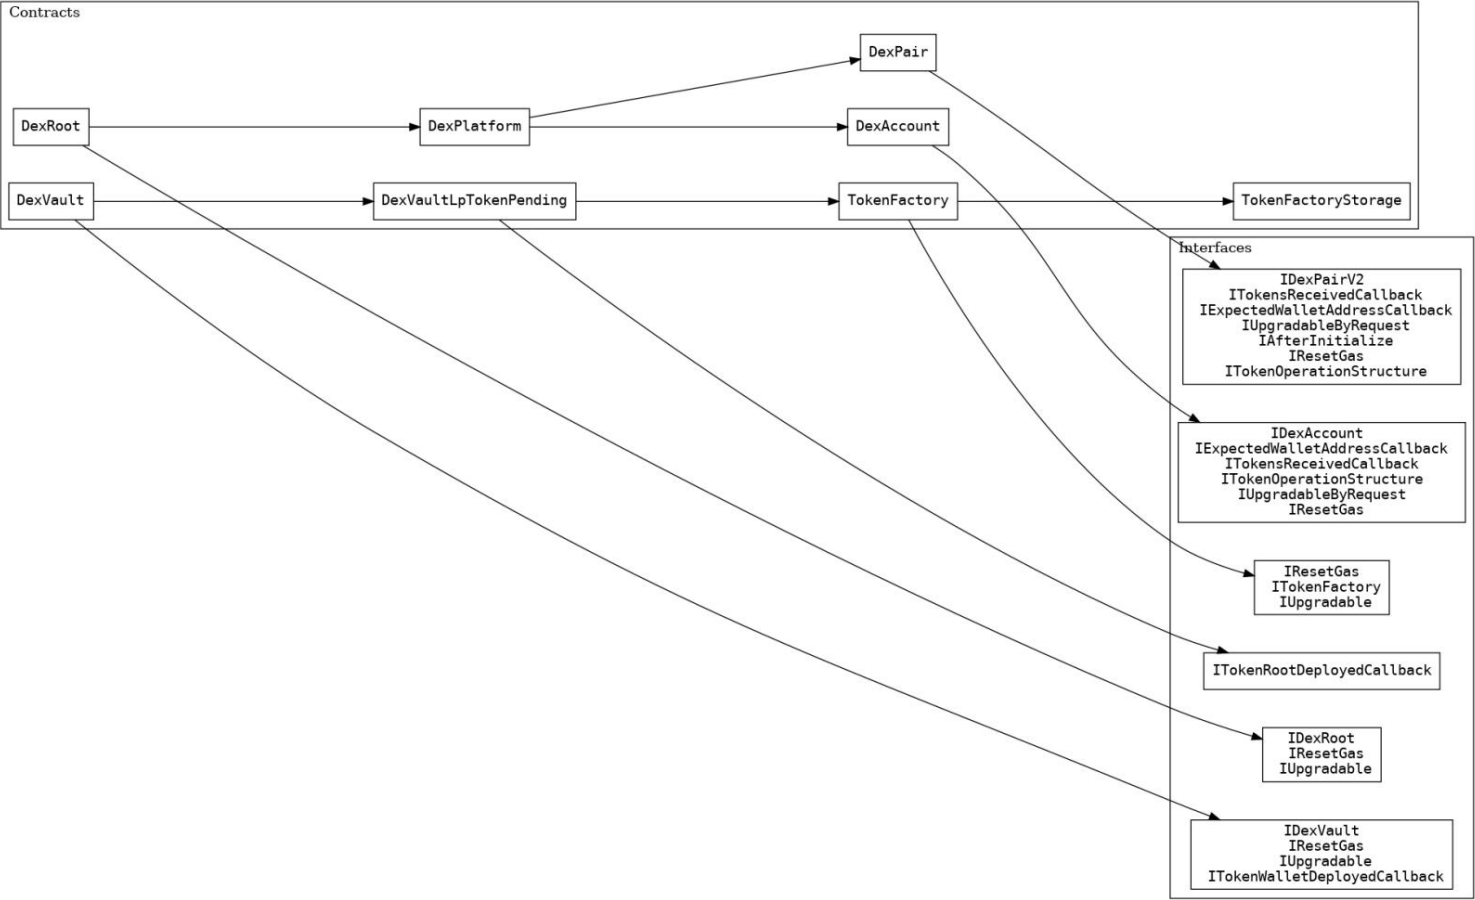 Contracts
DexPair
DexRoot
DexPlatform
DexAccount
DexVault
DexVaultLpTokenPending
TokenFactory
TokenFactoryStorage
Interfaces
IDexPairV2
ITokensReceivedCallback
IExpectedWalletAddressCallback
IUpgradableByRequest
IAfterInitialize
IResetGas
ITokenOperationStructure
IDexAccount
IExpectedWalletAddressCallback
ITokensReceivedCallback
ITokenOperationStructure
IUpgradableByRequest
IResetGas
IResetGas
ITokenFactory
IUpgradable
ITokenRootDeployedCallback
IDexRoot
IResetGas
IUpgradable
IDexVault
IResetGas
IUpgradable
ITokenWalletDeployedCallback